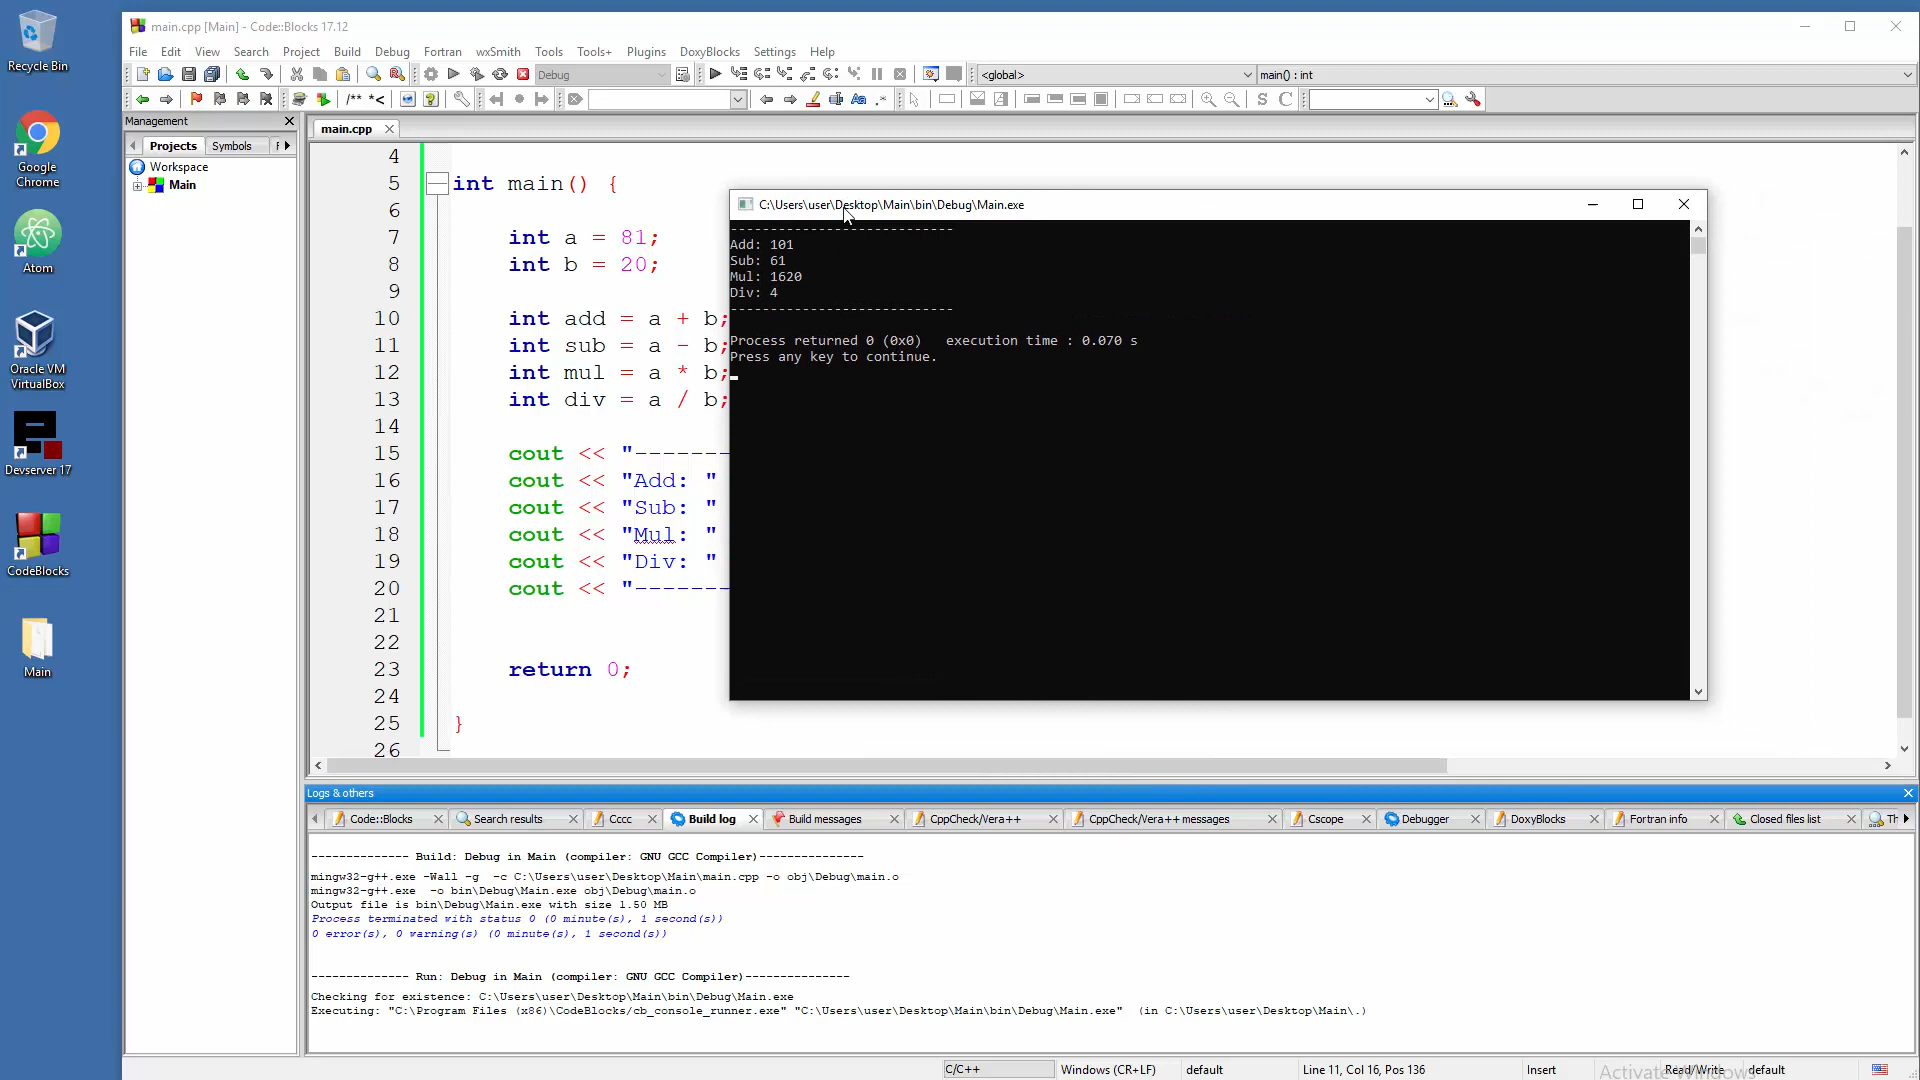 Recycle Bin
Google
Chrome
Atom
Oracle VM
VirtualBox
Devserver 17
CodeBlocks
Main
main.cpp [Main] - Code::Blocks 17.12
File Edit View Search Project Build Debug Fortran wxSmith Tools Tools+ Plugins DoxyBlocks Settings Help
Debug
<global>
main() : int
/** *<
Aa .*
S C
Management
Projects Symbols F
Workspace
Main
main.cpp
4
5 int main() {
6
7 int a = 81;
8 int b = 20;
9
10 int add = a + b;
11 int sub = a - b;
12 int mul = a * b;
13 int div = a / b;
14
15 cout << "-------
16 cout << "Add: "
17 cout << "Sub: "
18 cout << "Mul: "
19 cout << "Div: "
20 cout << "-------
21
22
23 return 0;
24
25 }
26
C:\Users\user\Desktop\Main\bin\Debug\Main.exe
----------------------------
Add: 101
Sub: 61
Mul: 1620
Div: 4
----------------------------
Process returned 0 (0x0) execution time : 0.070 s
Press any key to continue.
Logs & others
Code::Blocks Search results Cccc Build log Build messages CppCheck/Vera++ CppCheck/Vera++ messages Cscope Debugger DoxyBlocks Fortran info Closed files list Th
-------------- Build: Debug in Main (compiler: GNU GCC Compiler)---------------
mingw32-g++.exe -Wall -g -c C:\Users\user\Desktop\Main\main.cpp -o obj\Debug\main.o
mingw32-g++.exe -o bin\Debug\Main.exe obj\Debug\main.o
Output file is bin\Debug\Main.exe with size 1.50 MB
Process terminated with status 0 (0 minute(s), 1 second(s))
0 error(s), 0 warning(s) (0 minute(s), 1 second(s))
-------------- Run: Debug in Main (compiler: GNU GCC Compiler)---------------
Checking for existence: C:\Users\user\Desktop\Main\bin\Debug\Main.exe
Executing: "C:\Program Files (x86)\CodeBlocks/cb_console_runner.exe" "C:\Users\user\Desktop\Main\bin\Debug\Main.exe" (in C:\Users\user\Desktop\Main\.)
C/C++ Windows (CR+LF) default Line 11, Col 16, Pos 136 Insert Read/Write default
Activate Windows